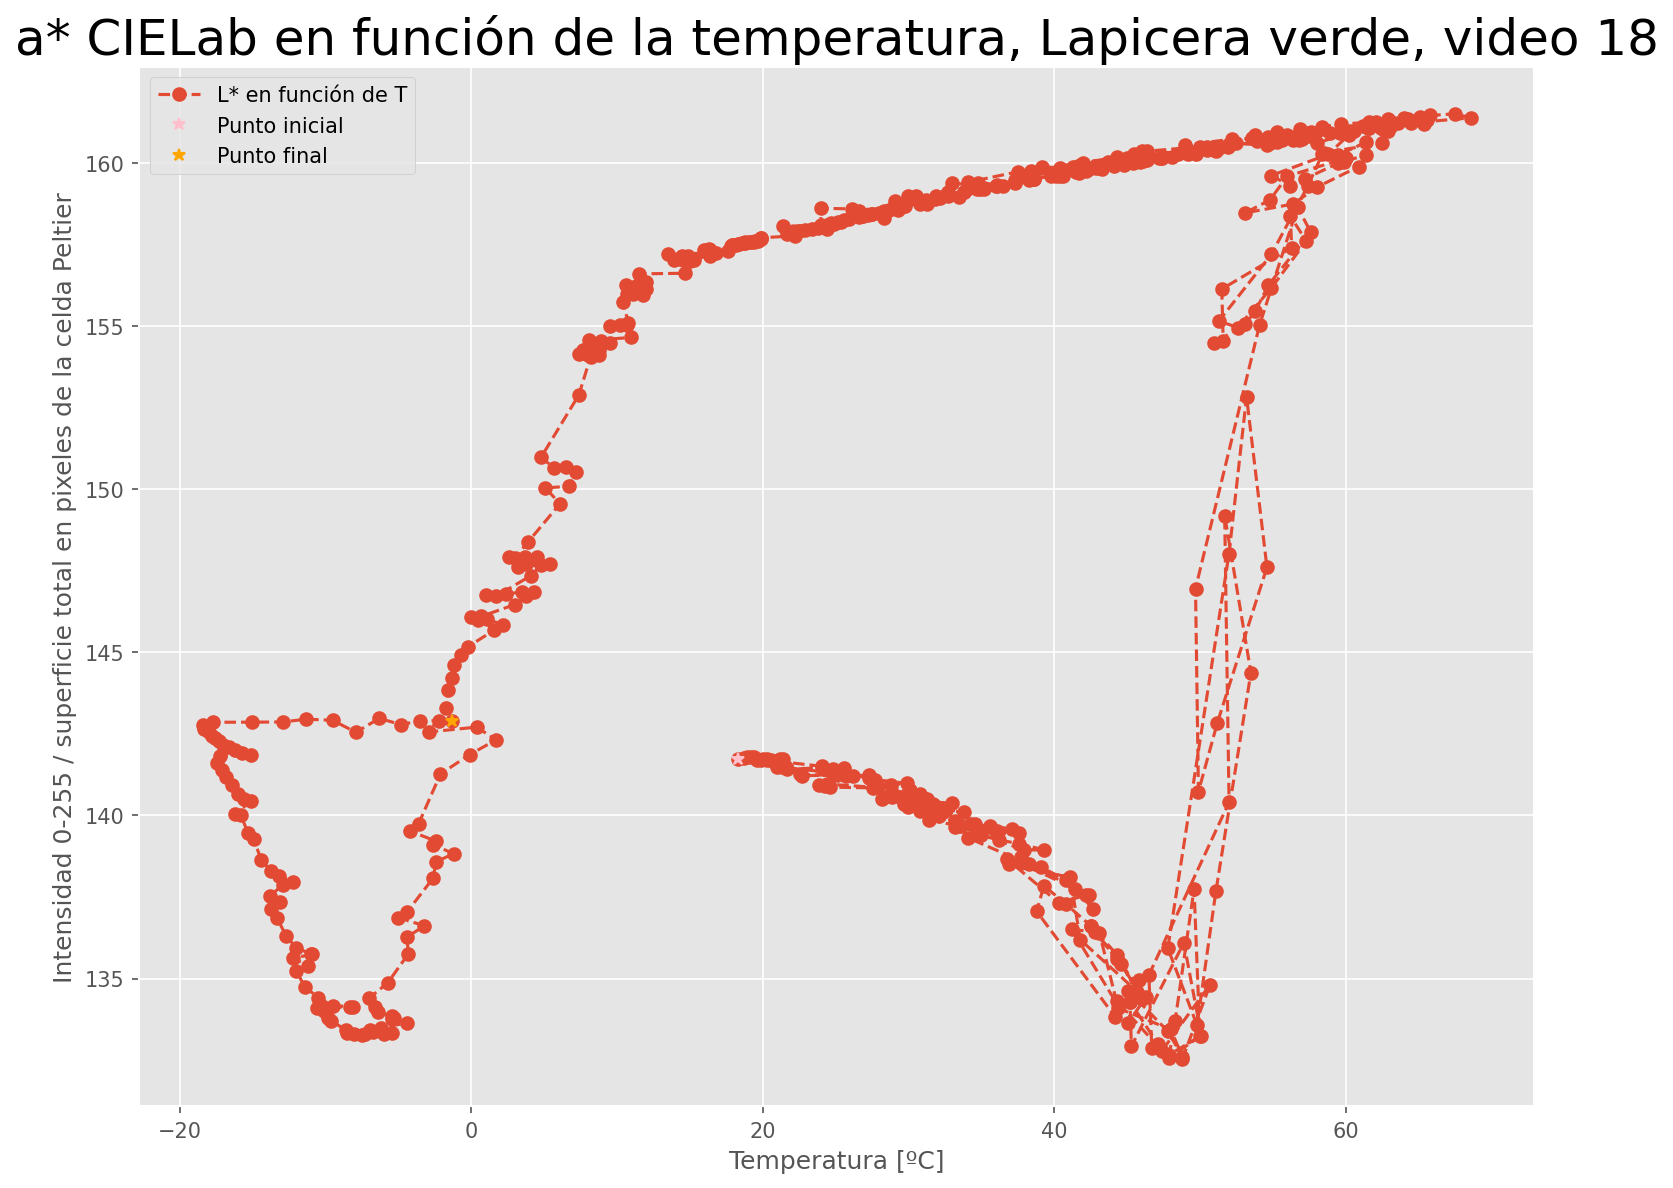 a* CIELab en función de la temperatura, Lapicera verde, video 18
L* en función de T
Punto inicial
Punto final
Intensidad 0-255 / superficie total en pixeles de la celda Peltier
160
155
150
145
140
135
−20
0
20
40
60
Temperatura [ºC]